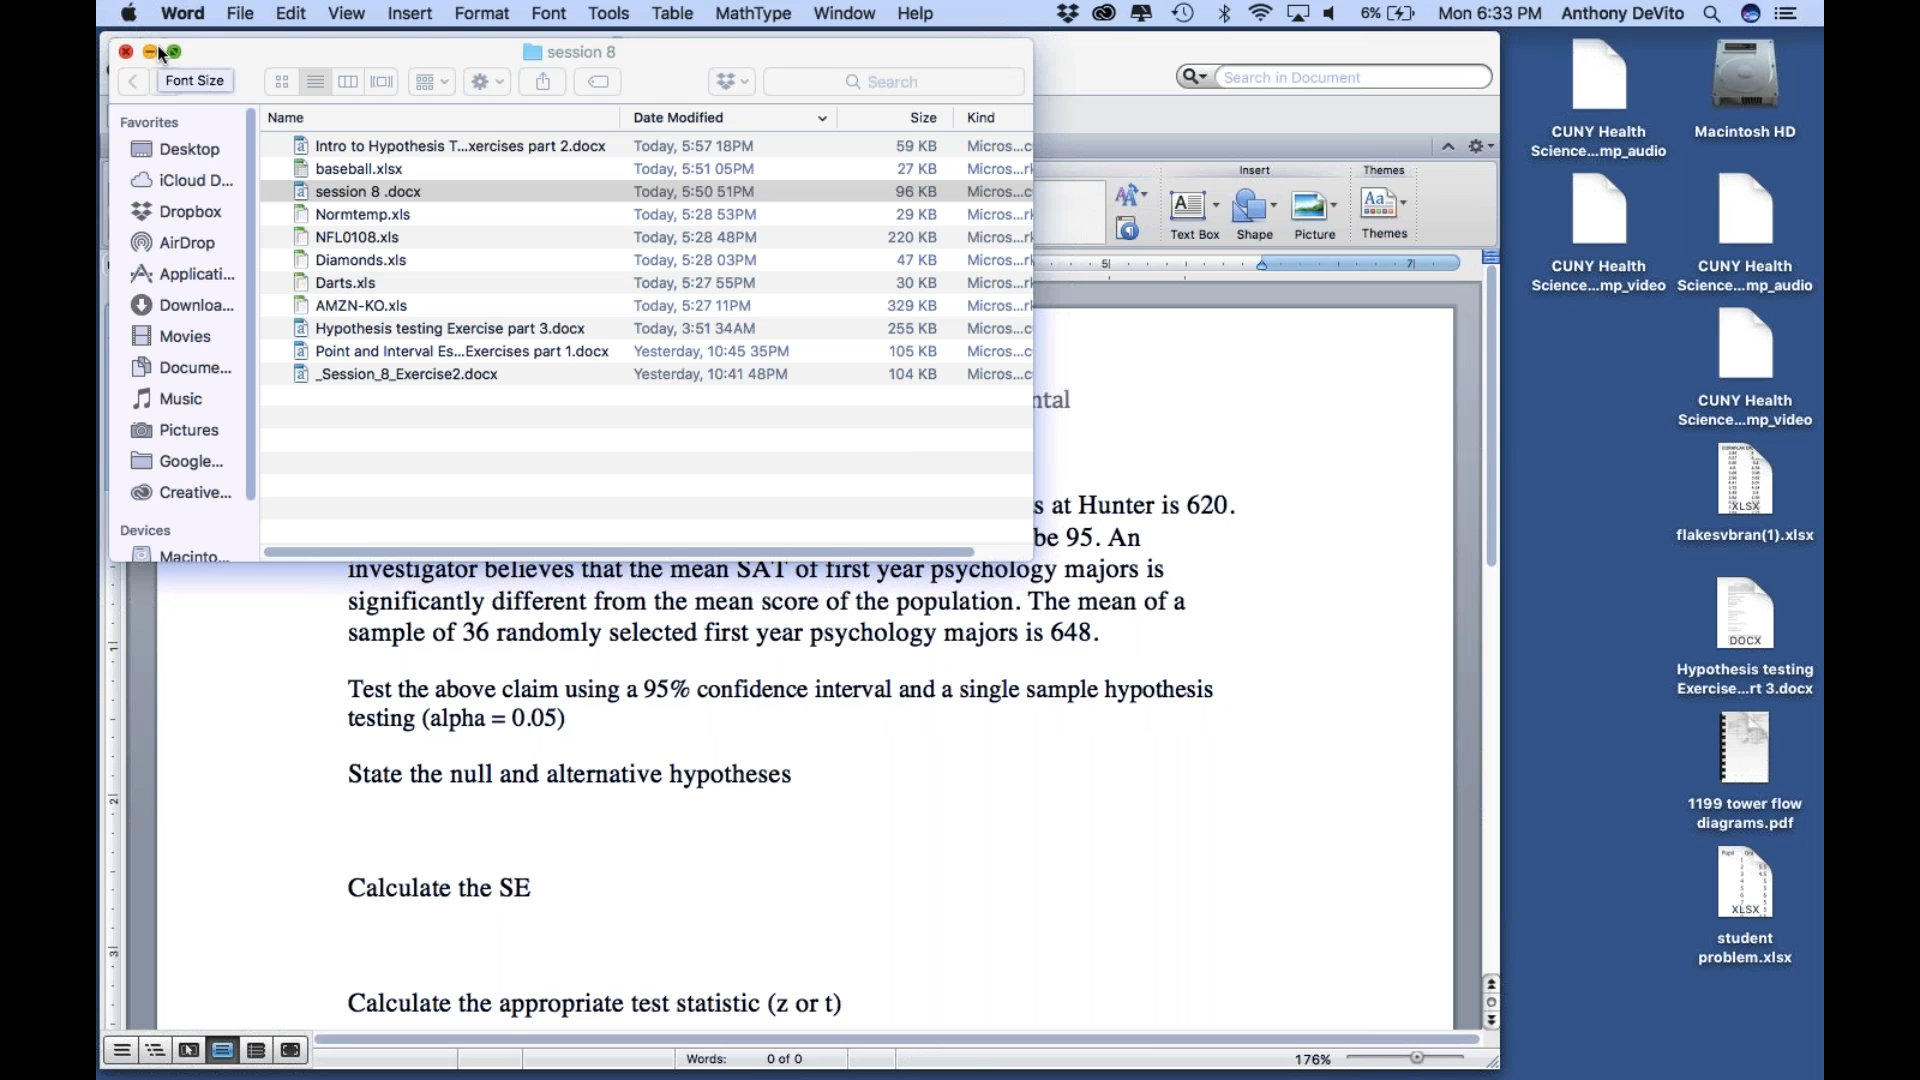 Word File Edit View Insert Format Font Tools Table MathType Window Help 6% Mon 6:33 PM Anthony DeVito
session 8
Font Size
Search
Search in Document
Favorites
Desktop
iCloud D...
Dropbox
AirDrop
Applicati...
Downloa...
Movies
Docume...
Music
Pictures
Google...
Creative...
Devices
Macinto...
Name Date Modified Size Kind
Intro to Hypothesis T...xercises part 2.docx Today, 5:57 18PM 59 KB Micros...c
baseball.xlsx Today, 5:51 05PM 27 KB Micros...r
session 8 .docx Today, 5:50 51PM 96 KB Micros...c
Normtemp.xls Today, 5:28 53PM 29 KB Micros...r
NFL0108.xls Today, 5:28 48PM 220 KB Micros...r
Diamonds.xls Today, 5:28 03PM 47 KB Micros...r
Darts.xls Today, 5:27 55PM 30 KB Micros...r
AMZN-KO.xls Today, 5:27 11PM 329 KB Micros...r
Hypothesis testing Exercise part 3.docx Today, 3:51 34AM 255 KB Micros...c
Point and Interval Es...Exercises part 1.docx Yesterday, 10:45 35PM 105 KB Micros...c
_Session_8_Exercise2.docx Yesterday, 10:41 48PM 104 KB Micros...c
Insert Themes
Text Box Shape Picture Themes
5 7
ntal
s at Hunter is 620.
be 95. An
investigator believes that the mean SAT of first year psychology majors is
significantly different from the mean score of the population. The mean of a
sample of 36 randomly selected first year psychology majors is 648.
Test the above claim using a 95% confidence interval and a single sample hypothesis
testing (alpha = 0.05)
State the null and alternative hypotheses
Calculate the SE
Calculate the appropriate test statistic (z or t)
1
2
3
Words: 0 of 0 176%
CUNY Health
Science...mp_audio
Macintosh HD
CUNY Health
Science...mp_video
CUNY Health
Science...mp_audio
CUNY Health
Science...mp_video
XLSX
flakesvbran(1).xlsx
DOCX
Hypothesis testing
Exercise...rt 3.docx
1199 tower flow
diagrams.pdf
XLSX
student
problem.xlsx